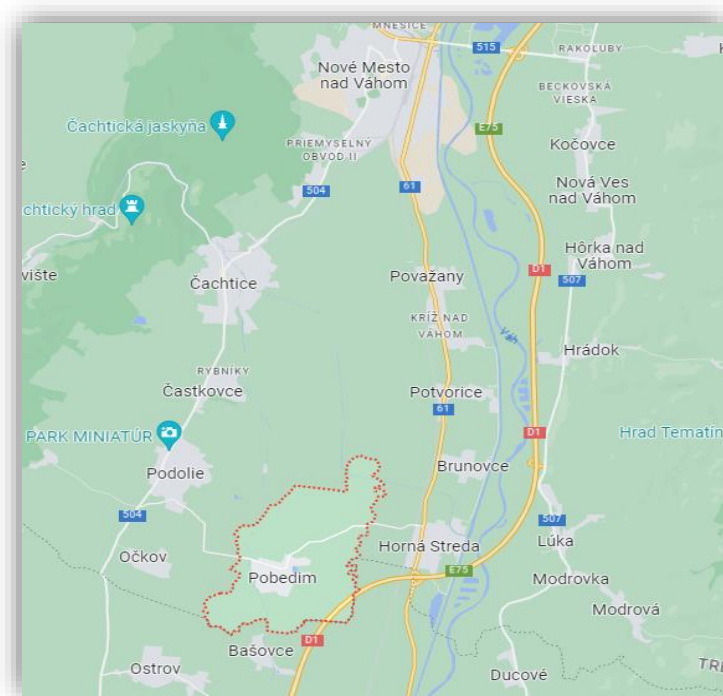 MNEŠICE
515
RAKOĽUBY
Nové Mesto
nad Váhom
BECKOVSKÁ
VIESKA
Čachtická jaskyňa
E75
PRIEMYSELNÝ
OBVOD II
Kočovce
504
61
Nová Ves
nad Váhom
chtický hrad
Hôrka nad
Váhom
višťe
Považany
D1
507
Čachtice
KRÍŽ NAD
VÁHOM
Váh
Hrádok
RYBNÍKY
Častkovce
Potvorice
61
PARK MINIATÚR
D1
Hrad Tematín
Podolie
Brunovce
504
507
Očkov
Horná Streda
Lúka
Pobedim
E75
Modrovka
Modrová
D1
Bašovce
Ostrov
Ducové
TRE